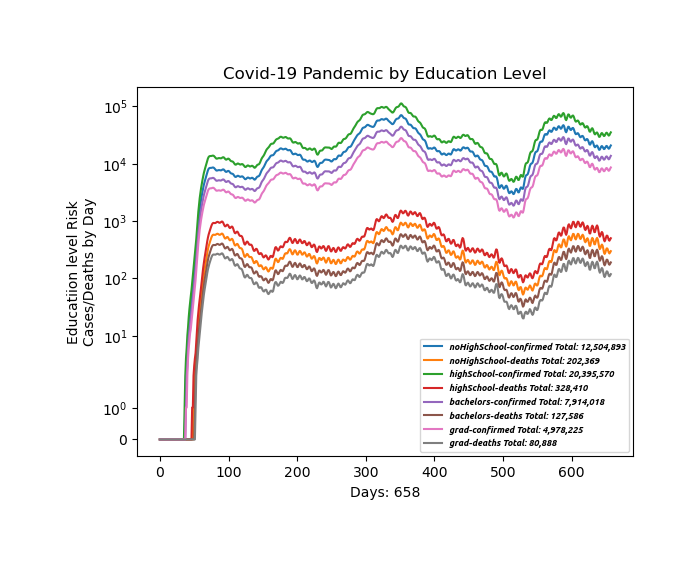 Covid-19 Pandemic by Education Level
Educatiion level Risk
Cases/Deaths by Day
10^5
10^4
10^3
10^2
10^1
10^0
0
noHighSchool-confirmed Total: 12,504,893
noHighSchool-deaths Total: 202,369
highSchool-confirmed Total: 20,395,570
highSchool-deaths Total: 328,410
bachelors-confirmed Total: 7,914,018
bachelors-deaths Total: 127,586
grad-confirmed Total: 4,978,225
grad-deaths Total: 80,888
0 100 200 300 400 500 600
Days: 658